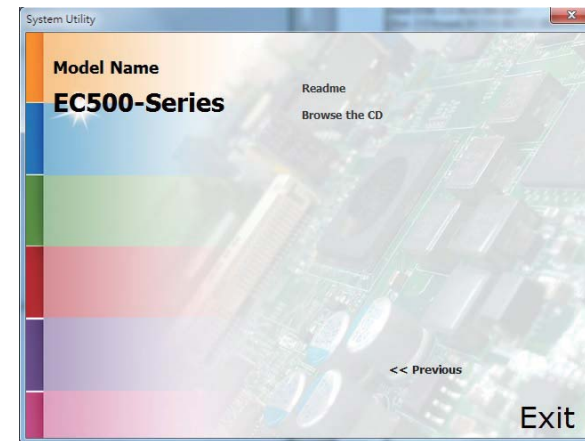 System Utility
Model Name
EC500-Series
Readme
Browse the CD
<< Previous
Exit